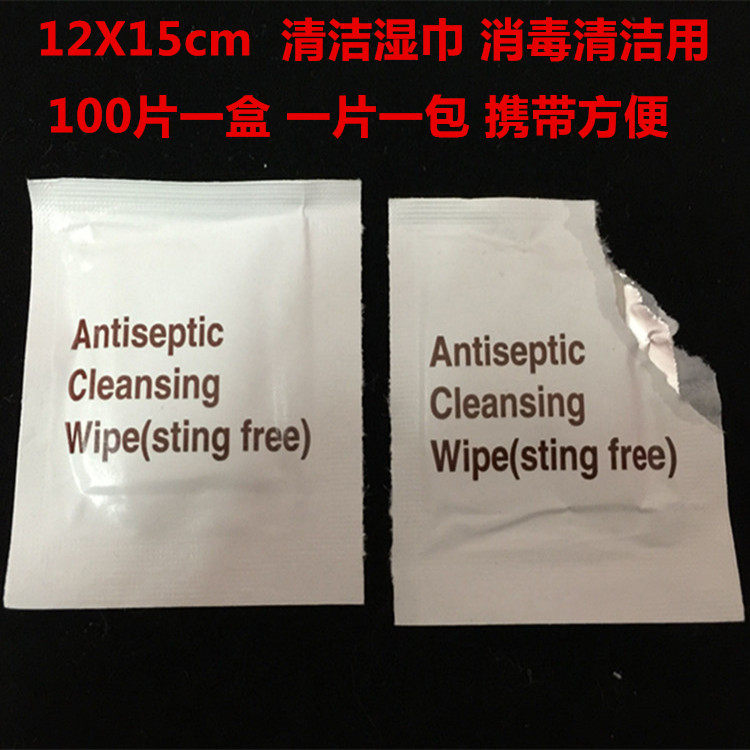 12X15cm 清洁湿巾 消毒清洁用
100片一盒 一片一包 携带方便
Antiseptic
Cleansing
Wipe(sting free)
Antiseptic
Cleansing
Wipe(sting free)